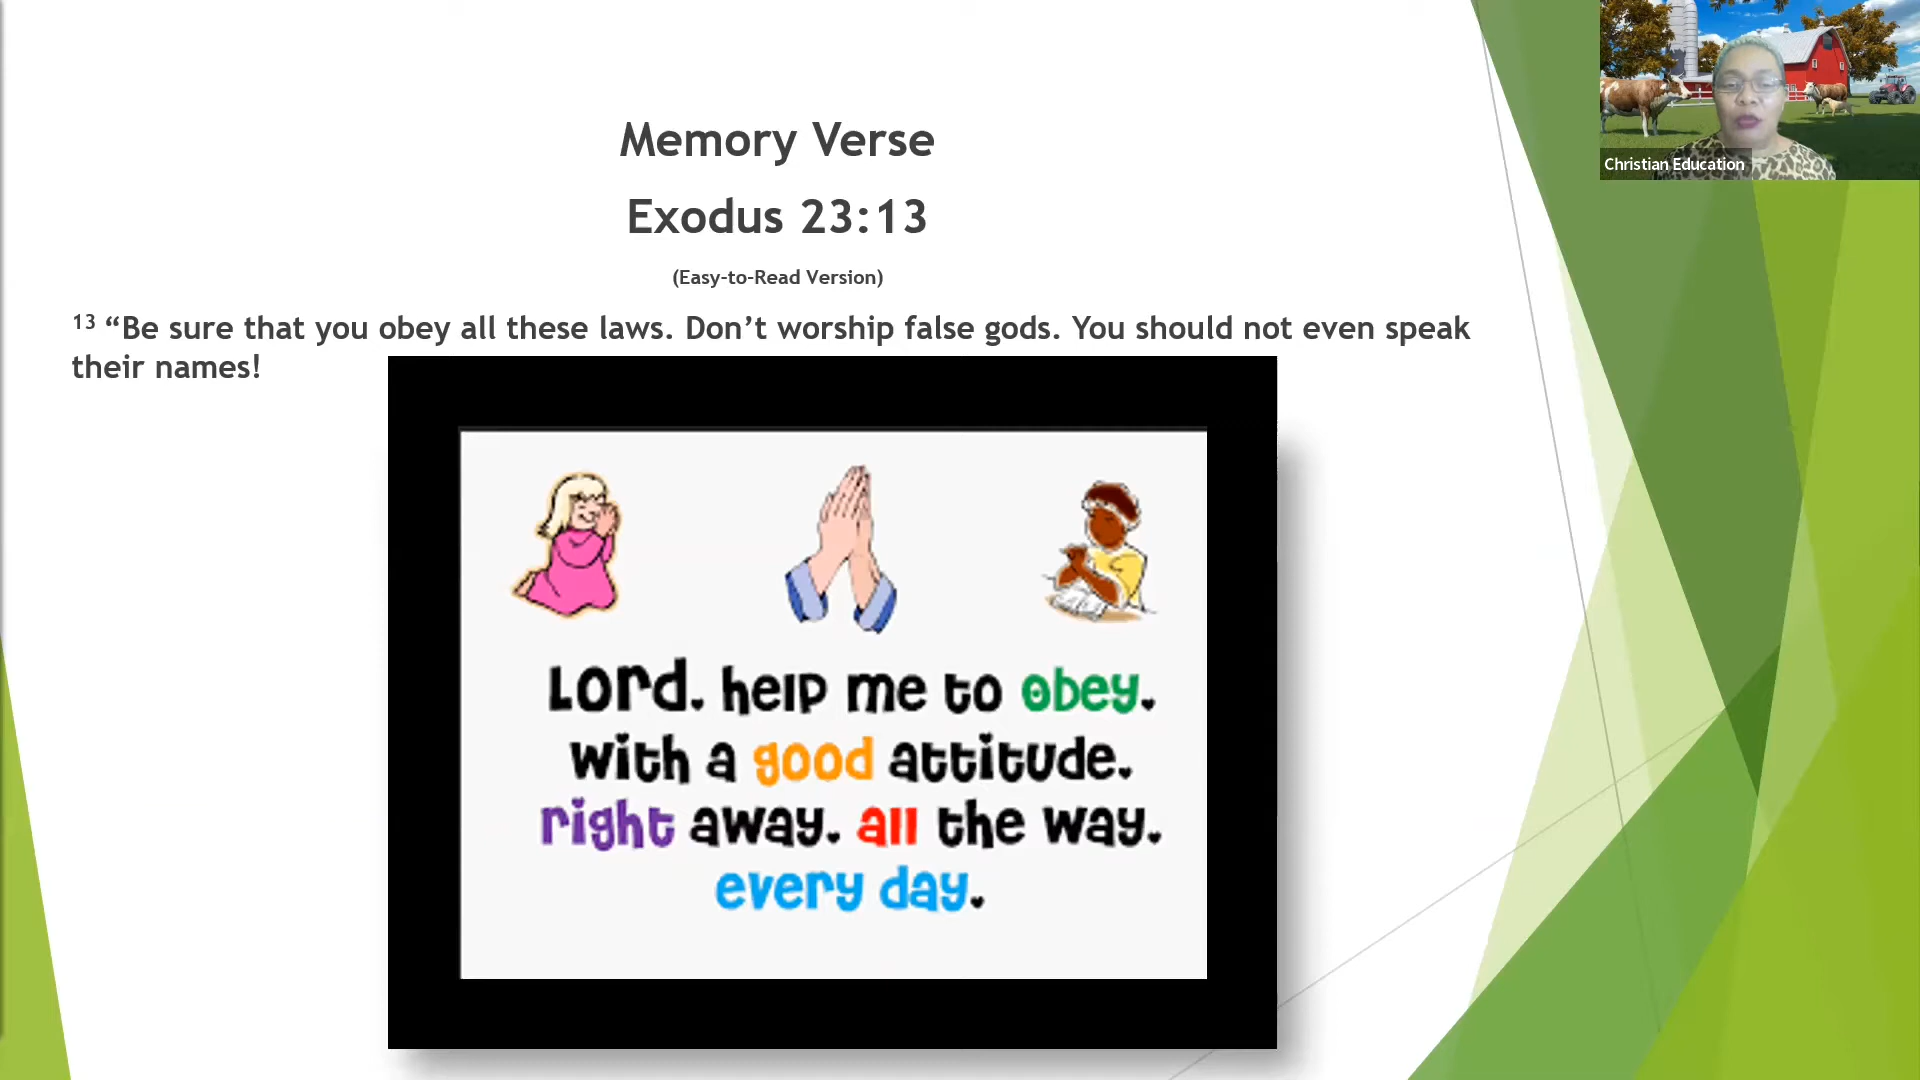 Memory Verse
Exodus 23:13
(Easy-to-Read Version)
13 “Be sure that you obey all these laws. Don’t worship false gods. You should not even speak
their names!
Lord. help me to obey.
with a good attitude.
right away. all the way.
every day.
Christian Education